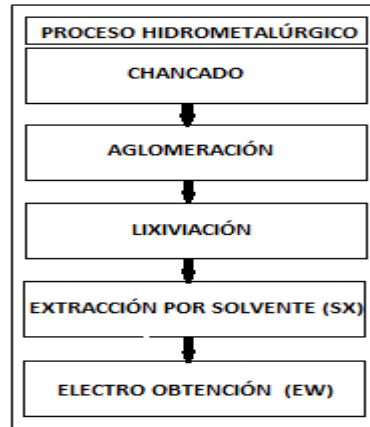 PROCESO HIDROMETALÚRGICO
CHANCADO
AGLOMERACIÓN
LIXIVIACIÓN
EXTRACCIÓN POR SOLVENTE (SX)
ELECTRO OBTENCIÓN (EW)